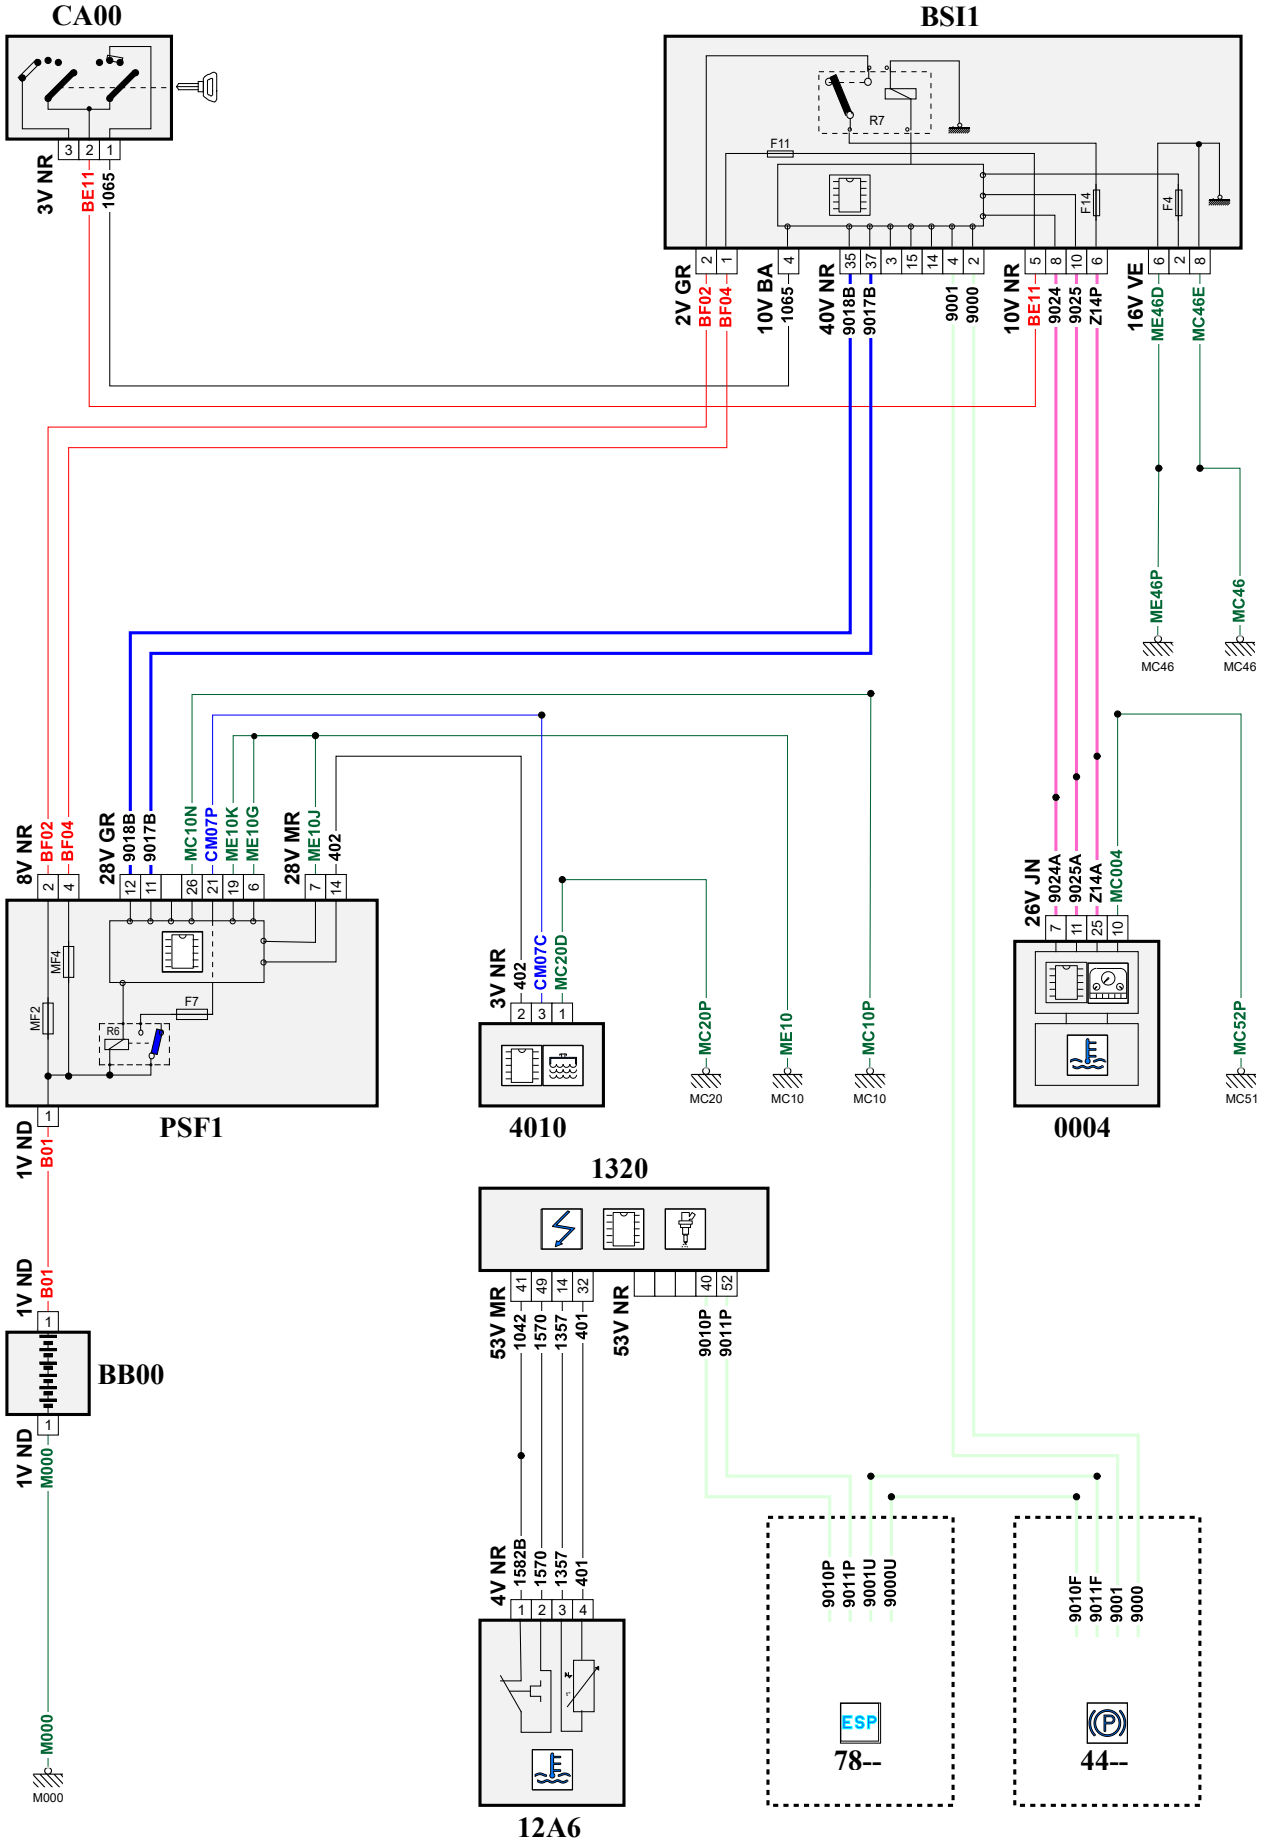 CA00
BSI1
R7
F11
F14
F4
3 2 1
3V NR
BE11
1065
2 1
2V GR
BF02
BF04
4
10V BA
1065
35 37 3 15 14 4 2
40V NR
9018B
9017B
9001
9000
5 8 10 6
10V NR
BE11
9024
9025
Z14P
6 2 8
16V VE
ME46D
MC46E
ME46P
MC46
MC46
MC46
8V NR
BF02
BF04
2 4
28V GR
9018B
9017B
MC10N
CM07P
ME10K
ME10G
12 11 26 21 19 6
28V MR
ME10J
402
7 14
MF4
MF2
F7
R6
PSF1
1
1V ND
B01
3V NR
402
CM07C
MC20D
2 3 1
4010
MC20P
MC20
ME10
MC10
MC10P
MC10
26V JN
9024A
9025A
Z14A
MC004
7 11 25 10
0004
MC52P
MC51
1320
41 49 14 32
53V MR
1042
1570
1357
401
53V NR
40 52
9010P
9011P
1V ND
B01
1
BB00
1
1V ND
M000
M000
M000
4V NR
1582B
1570
1357
401
1 2 3 4
12A6
9010P
9011P
9001U
9000U
ESP
78--
9010F
9011F
9001
9000
P
44--